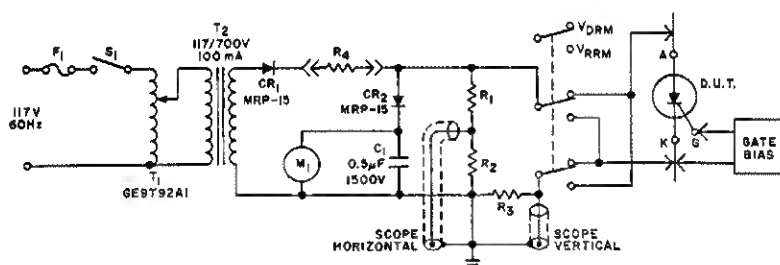 F1
S1
117V
60Hz
T1
GE9T92A1
T2
117/700V
100 mA
CR1
MRP-15
R4
CR2
MRP-15
M1
C1
0.5μF
1500V
R1
R2
R3
SCOPE
HORIZONTAL
SCOPE
VERTICAL
VDRM
VRRM
A
D.U.T.
K
G
GATE
BIAS